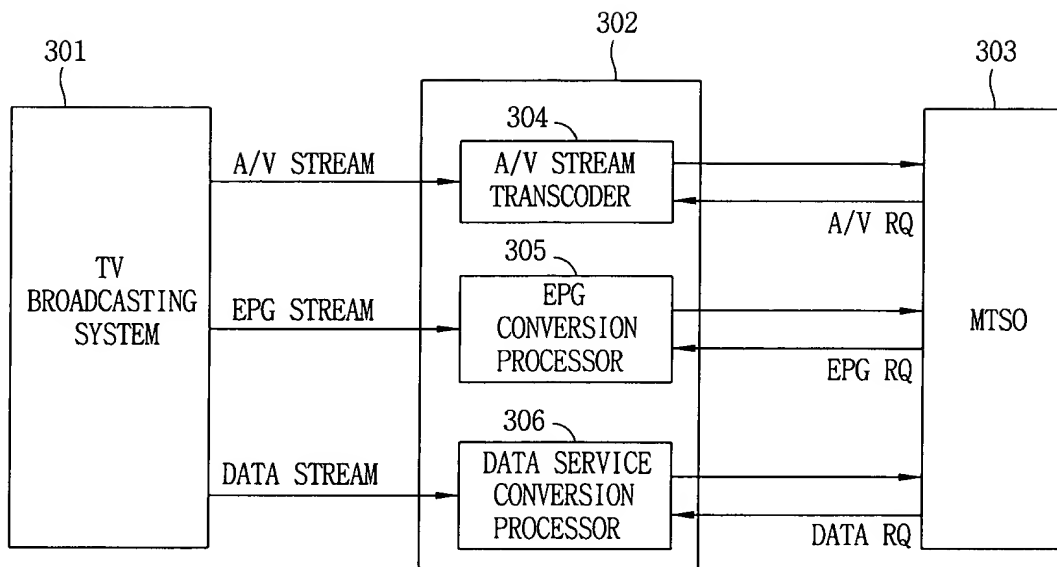 301
302
303
304
A/V STREAM
A/V STREAM
TRANSCODER
A/V RQ
305
TV
BROADCASTING
SYSTEM
EPG STREAM
EPG
CONVERSION
PROCESSOR
MTSO
EPG RQ
306
DATA STREAM
DATA SERVICE
CONVERSION
PROCESSOR
DATA RQ